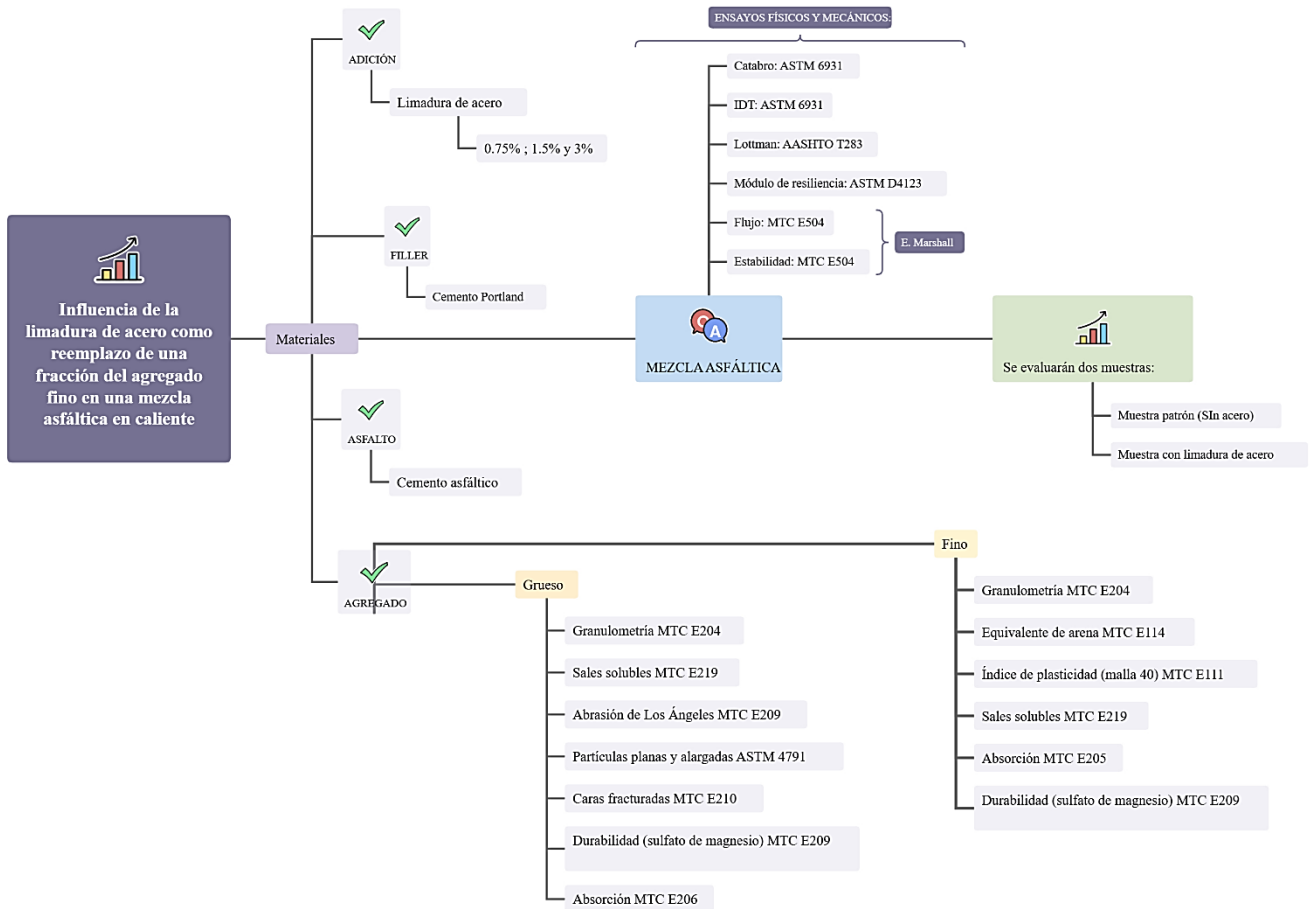 Influencia de la
limadura de acero como
reemplazo de una
fracción del agregado
fino en una mezcla
asfáltica en caliente
Materiales
ADICIÓN
Limadura de acero
0.75% ; 1.5% y 3%
FILLER
Cemento Portland
ASFALTO
Cemento asfáltico
AGREGADO
Grueso
Granulometría MTC E204
Sales solubles MTC E219
Abrasión de Los Ángeles MTC E209
Partículas planas y alargadas ASTM 4791
Caras fracturadas MTC E210
Durabilidad (sulfato de magnesio) MTC E209
Absorción MTC E206
Fino
Granulometría MTC E204
Equivalente de arena MTC E114
Índice de plasticidad (malla 40) MTC E111
Sales solubles MTC E219
Absorción MTC E205
Durabilidad (sulfato de magnesio) MTC E209
ENSAYOS FÍSICOS Y MECÁNICOS:
Catabro: ASTM 6931
IDT: ASTM 6931
Lottman: AASHTO T283
Módulo de resiliencia: ASTM D4123
Flujo: MTC E504
Estabilidad: MTC E504
E. Marshall
Q
A
MEZCLA ASFÁLTICA
Se evaluarán dos muestras:
Muestra patrón (SIn acero)
Muestra con limadura de acero